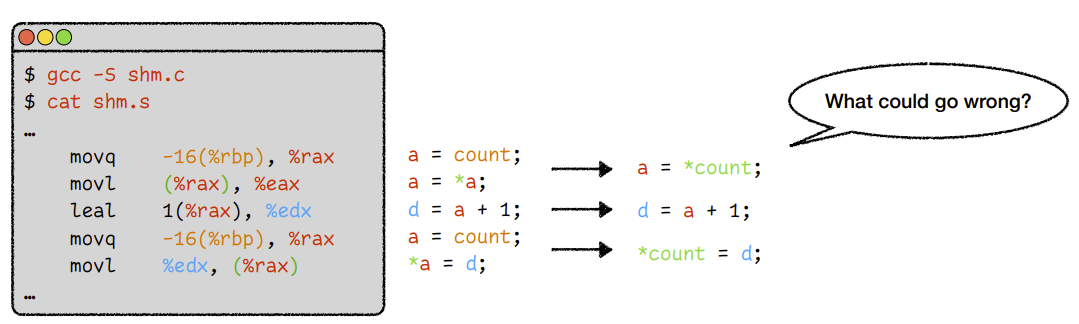 $ gcc -S shm.c
$ cat shm.s
…
movq -16(%rbp), %rax
movl (%rax), %eax
leal 1(%rax), %edx
movq -16(%rbp), %rax
movl %edx, (%rax)
…
a = count;
a = *a;
d = a + 1;
a = count;
*a = d;
a = *count;
d = a + 1;
*count = d;
What could go wrong?